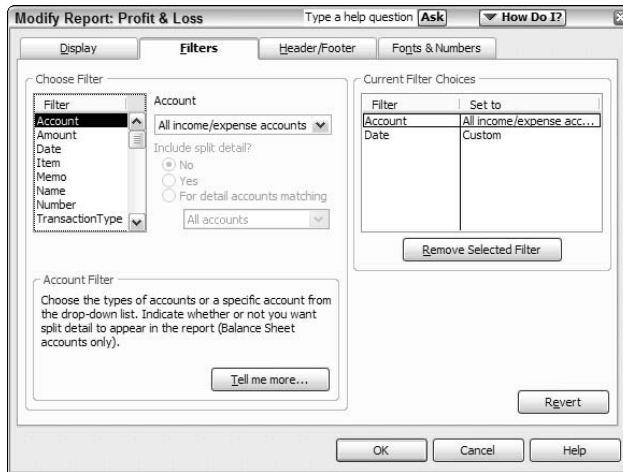 Modify Report: Profit & Loss
Type a help question Ask
How Do I?
Display
Filters
Header/Footer
Fonts & Numbers
Choose Filter
Filter
Account
Amount
Date
Item
Memo
Name
Number
TransactionType
Account
All income/expense accounts
Include split detail?
No
Yes
For detail accounts matching
All accounts
Account Filter
Choose the types of accounts or a specific account from
the drop-down list. Indicate whether or not you want
split detail to appear in the report (Balance Sheet
accounts only).
Tell me more...
Current Filter Choices
Filter Set to
Account All income/expense acc...
Date Custom
Remove Selected Filter
Revert
OK
Cancel
Help